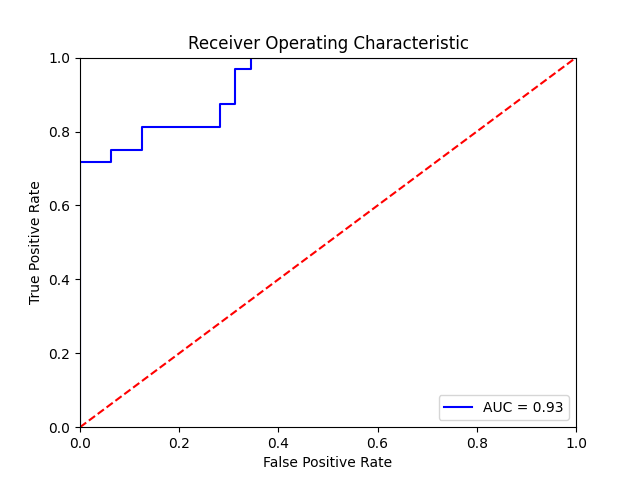 Receiver Operating Characteristic
1.0
0.8
0.6
0.4
0.2
0.0
True Positive Rate
AUC = 0.93
0.0 0.2 0.4 0.6 0.8 1.0
False Positive Rate